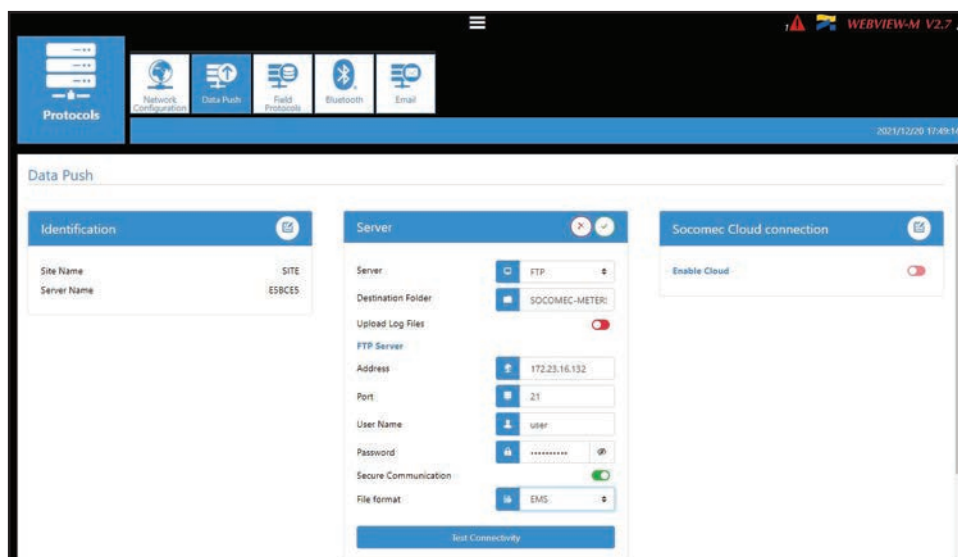 1 WEBVIEW-M V2.7
Protocols
Network Configuration
Data Push
Field Protocols
Bluetooth
Email
2021/12/20 17:49:14
Data Push
Identification
Site Name SITE
Server Name E5BCE5
Server
Server FTP
Destination Folder SOCOMEC-METER
Upload Log Files
FTP Server
Address 172.23.16.132
Port 21
User Name user
Password ••••••••••
Secure Communication
File format EMS
Test Connectivity
Socomec Cloud connection
Enable Cloud